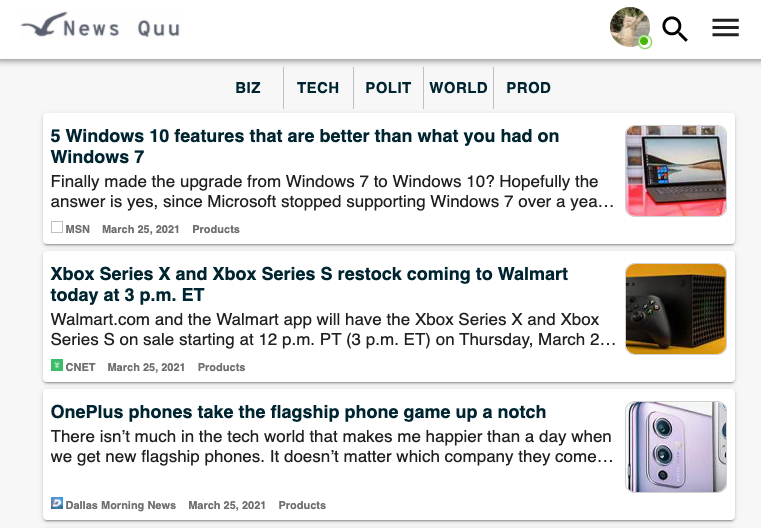 News Quu
BIZ
TECH
POLIT
WORLD
PROD
5 Windows 10 features that are better than what you had on
Windows 7
Finally made the upgrade from Windows 7 to Windows 10? Hopefully the
answer is yes, since Microsoft stopped supporting Windows 7 over a yea…
MSN March 25, 2021 Products
Xbox Series X and Xbox Series S restock coming to Walmart
today at 3 p.m. ET
Walmart.com and the Walmart app will have the Xbox Series X and Xbox
Series S on sale starting at 12 p.m. PT (3 p.m. ET) on Thursday, March 2…
CNET March 25, 2021 Products
OnePlus phones take the flagship phone game up a notch
There isn’t much in the tech world that makes me happier than a day when
we get new flagship phones. It doesn’t matter which company they come…
Dallas Morning News March 25, 2021 Products